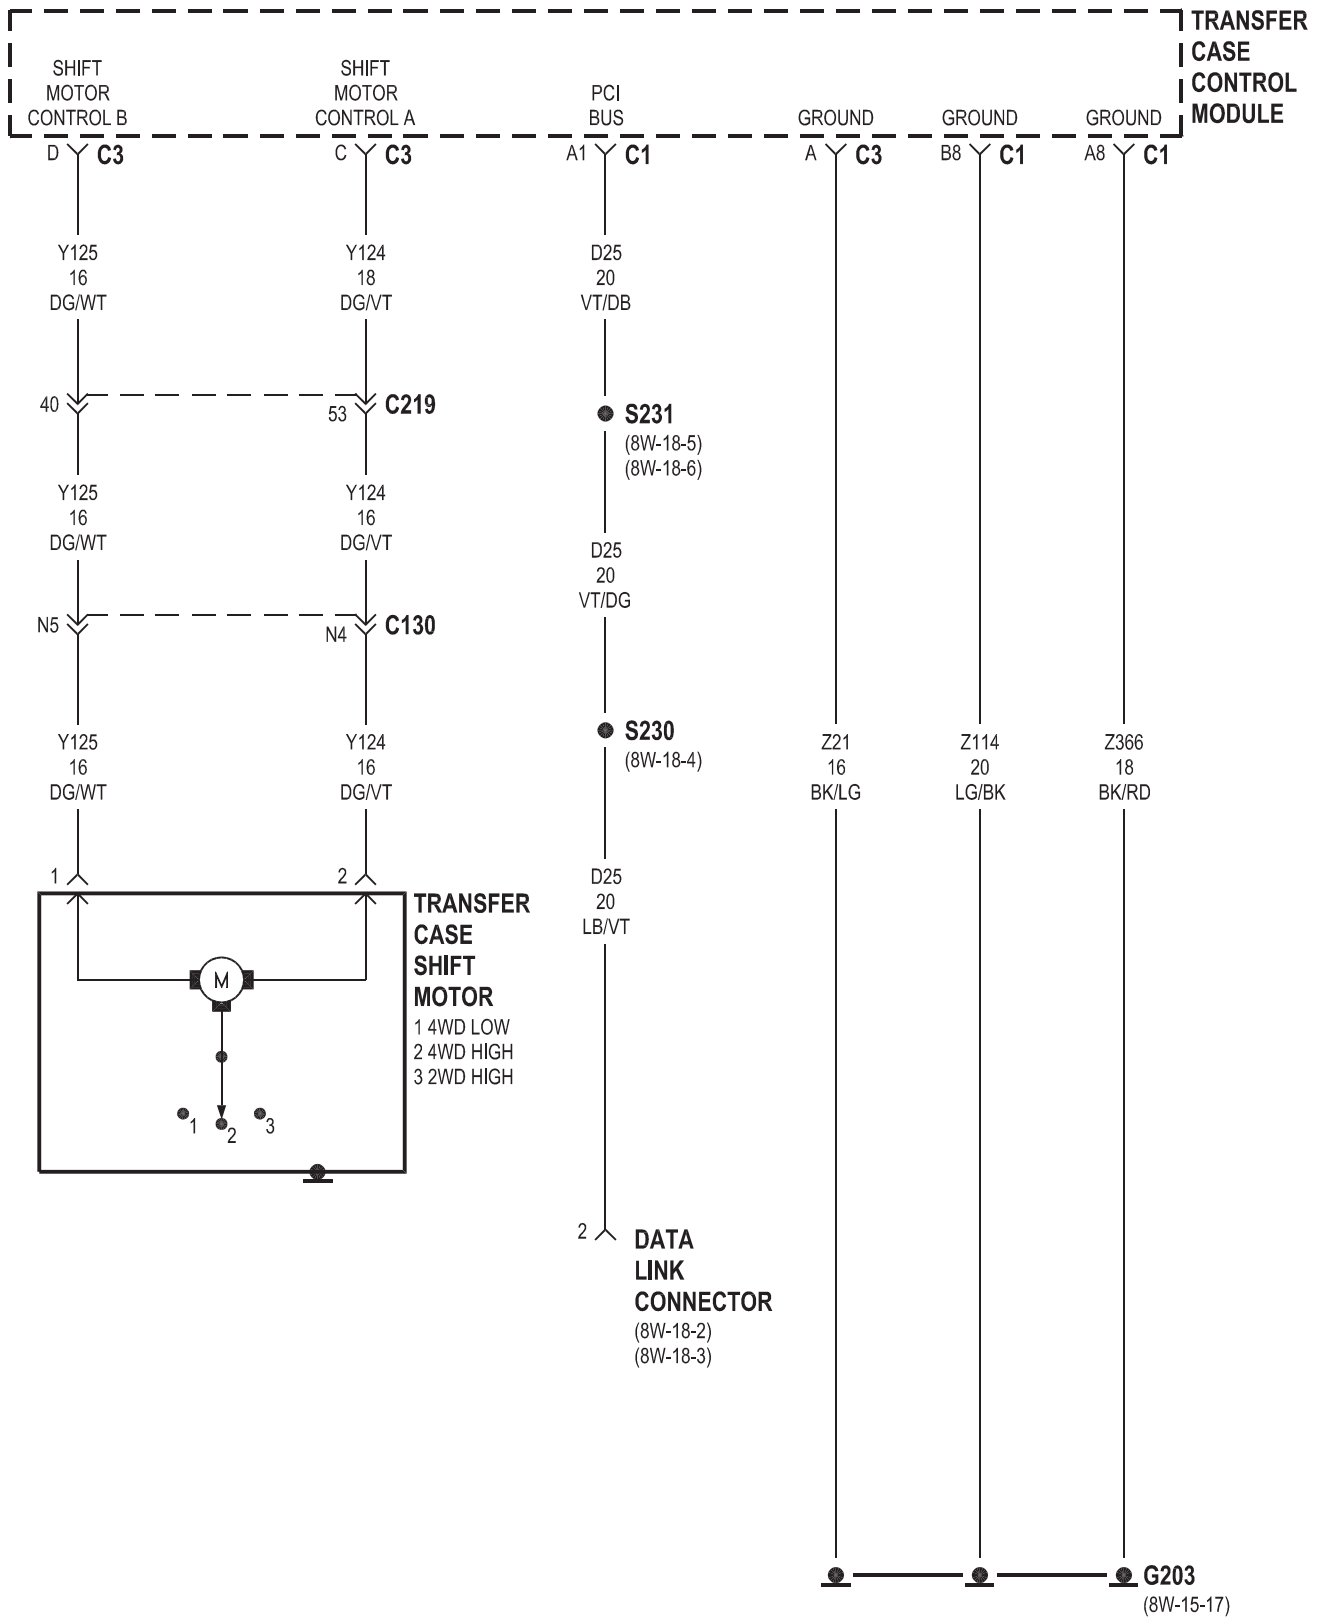 TRANSFER
CASE
CONTROL
MODULE
SHIFT
MOTOR
CONTROL B
SHIFT
MOTOR
CONTROL A
PCI
BUS
GROUND
GROUND
GROUND
D C3
C C3
A1 C1
A C3
B8 C1
A8 C1
Y125
16
DG/WT
Y124
18
DG/VT
D25
20
VT/DB
40
53 C219
S231
(8W-18-5)
(8W-18-6)
Y125
16
DG/WT
Y124
16
DG/VT
D25
20
VT/DG
N5
N4 C130
S230
(8W-18-4)
Y125
16
DG/WT
Y124
16
DG/VT
Z21
16
BK/LG
Z114
20
LG/BK
Z366
18
BK/RD
1
2
D25
20
LB/VT
TRANSFER
CASE
SHIFT
MOTOR
1 4WD LOW
2 4WD HIGH
3 2WD HIGH
M
1
2
3
2
DATA
LINK
CONNECTOR
(8W-18-2)
(8W-18-3)
G203
(8W-15-17)